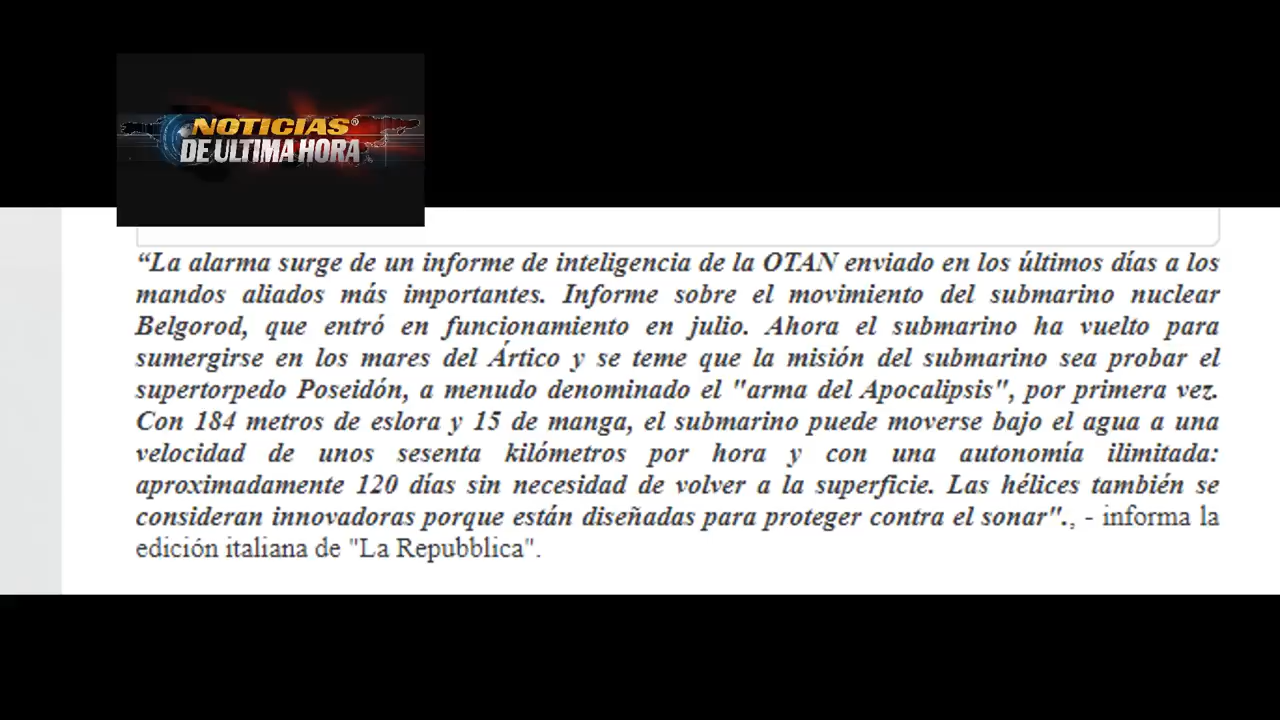 NOTICIAS®
DE ULTIMA HORA
“La alarma surge de un informe de inteligencia de la OTAN enviado en los últimos días a los
mandos aliados más importantes. Informe sobre el movimiento del submarino nuclear
Belgorod, que entró en funcionamiento en julio. Ahora el submarino ha vuelto para
sumergirse en los mares del Ártico y se teme que la misión del submarino sea probar el
supertorpedo Poseidón, a menudo denominado el "arma del Apocalipsis", por primera vez.
Con 184 metros de eslora y 15 de manga, el submarino puede moverse bajo el agua a una
velocidad de unos sesenta kilómetros por hora y con una autonomía ilimitada:
aproximadamente 120 días sin necesidad de volver a la superficie. Las hélices también se
consideran innovadoras porque están diseñadas para proteger contra el sonar"., - informa la
edición italiana de "La Repubblica".